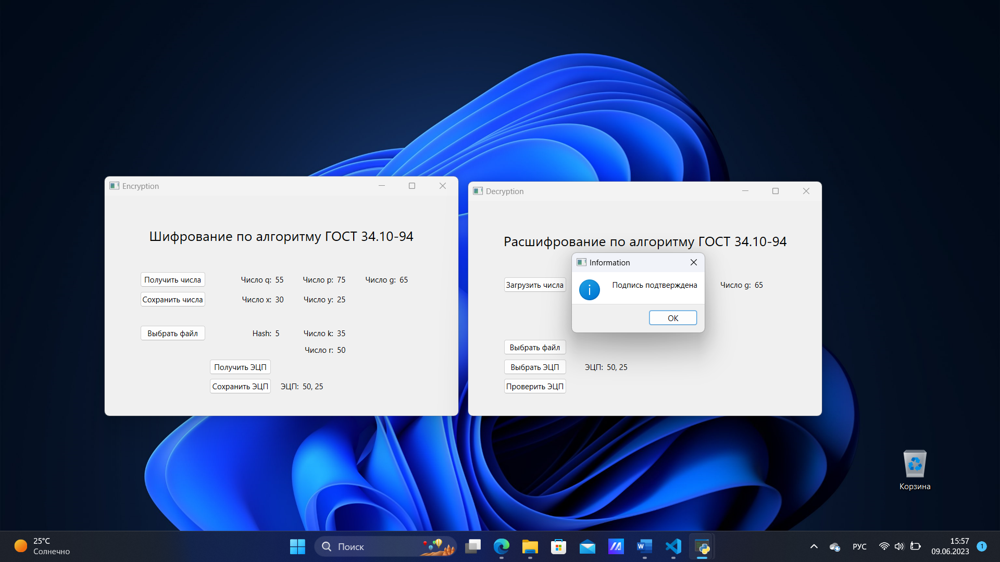 Encryption
Шифрование по алгоритму ГОСТ 34.10-94
Получить числа
Число q: 55
Число p: 75
Число g: 65
Сохранить числа
Число x: 30
Число y: 25
Выбрать файл
Hash: 5
Число k: 35
Число r: 50
Получить ЭЦП
Сохранить ЭЦП
ЭЦП: 50, 25
Decryption
Расшифрование по алгоритму ГОСТ 34.10-94
Загрузить числа
Число g: 65
Information
Подпись подтверждена
OK
Выбрать файл
Выбрать ЭЦП
ЭЦП: 50, 25
Проверить ЭЦП
Корзина
25°C
Солнечно
Поиск
РУС
15:57
09.06.2023
1